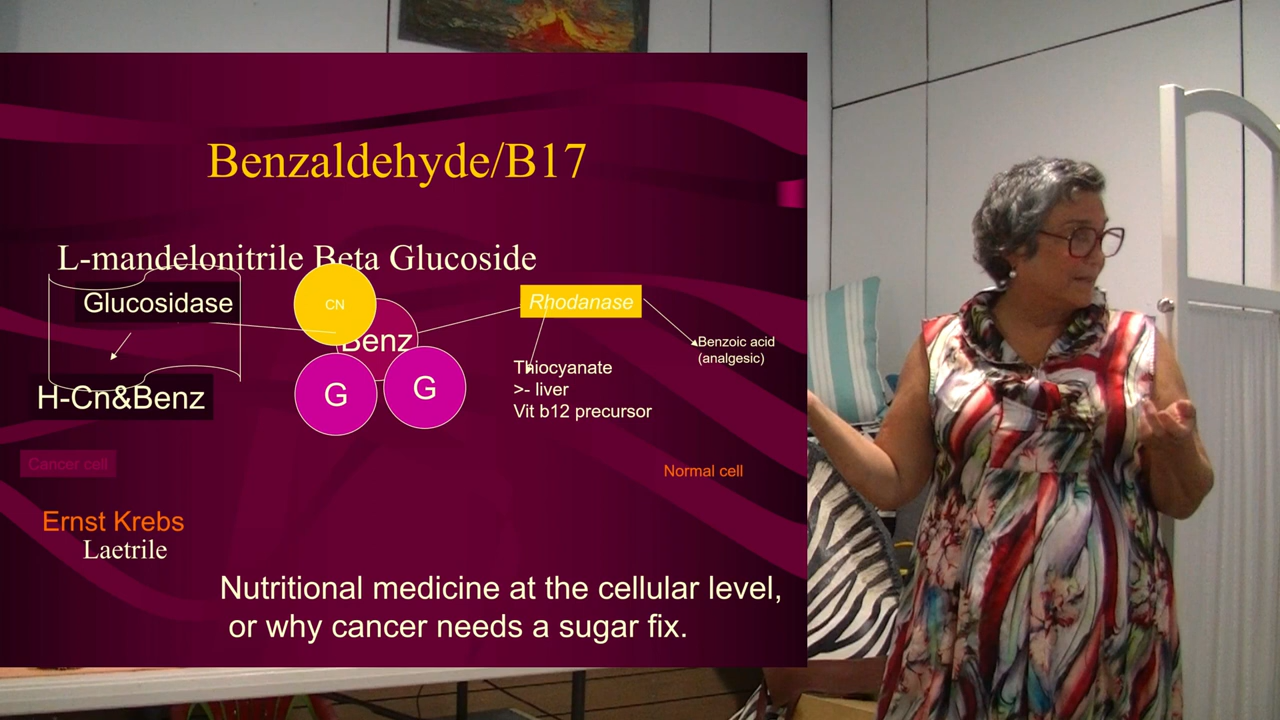 Benzaldehyde/B17
L-mandelonitrile Beta Glucoside
Glucosidase
CN
Rhodanase
Benz
Benzoic acid
(analgesic)
Thiocyanate
>- liver
Vit b12 precursor
G
G
H-Cn&Benz
Cancer cell
Normal cell
Ernst Krebs
Laetrile
Nutritional medicine at the cellular level,
or why cancer needs a sugar fix.